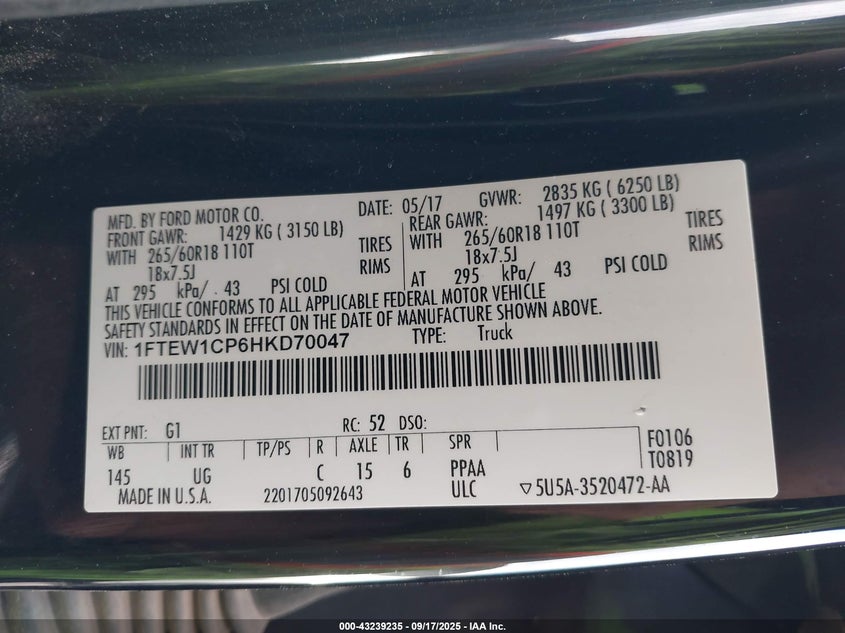 MFD. BY FORD MOTOR CO. DATE: 05/17 GVWR: 2835 KG ( 6250 LB)
FRONT GAWR: 1429 KG ( 3150 LB) REAR GAWR: 1497 KG ( 3300 LB)
WITH 265/60R18 110T TIRES WITH 265/60R18 110T TIRES
18x7.5J RIMS 18x7.5J RIMS
AT 295 kPa/ 43 PSI COLD AT 295 kPa/ 43 PSI COLD
THIS VEHICLE CONFORMS TO ALL APPLICABLE FEDERAL MOTOR VEHICLE
SAFETY STANDARDS IN EFFECT ON THE DATE OF MANUFACTURE SHOWN ABOVE.
VIN: 1FTEW1CP6HKD70047 TYPE: Truck
EXT PNT: G1 RC: 52 DSO:
WB INT TR TP/PS R AXLE TR SPR F0106
145 UG C 15 6 PPAA T0819
MADE IN U.S.A. 2201705092643 ULC ▽5U5A-3520472-AA
000-43239235 - 09/17/2025 - IAA Inc.